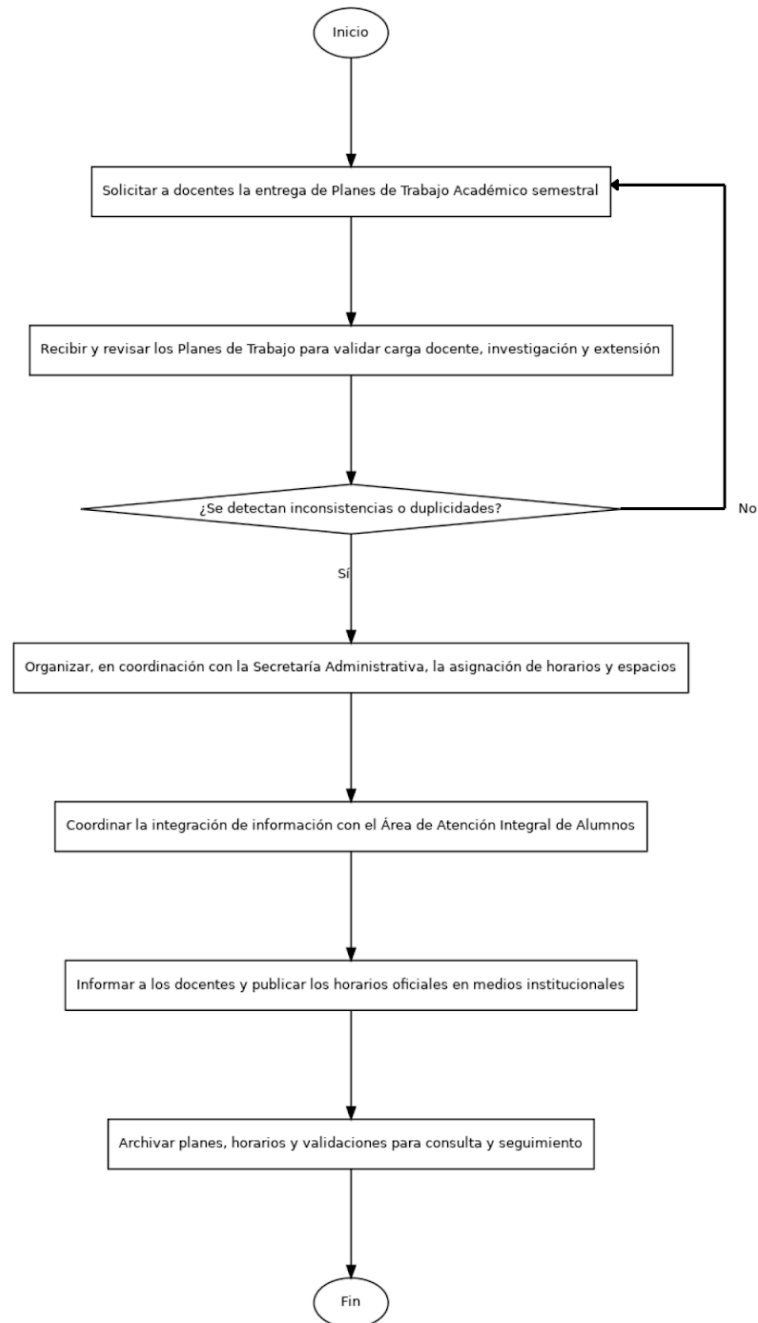 Inicio
Solicitar a docentes la entrega de Planes de Trabajo Académico semestral
Recibir y revisar los Planes de Trabajo para validar carga docente, investigación y extensión
¿Se detectan inconsistencias o duplicidades?
No
Sí
Organizar, en coordinación con la Secretaría Administrativa, la asignación de horarios y espacios
Coordinar la integración de información con el Área de Atención Integral de Alumnos
Informar a los docentes y publicar los horarios oficiales en medios institucionales
Archivar planes, horarios y validaciones para consulta y seguimiento
Fin